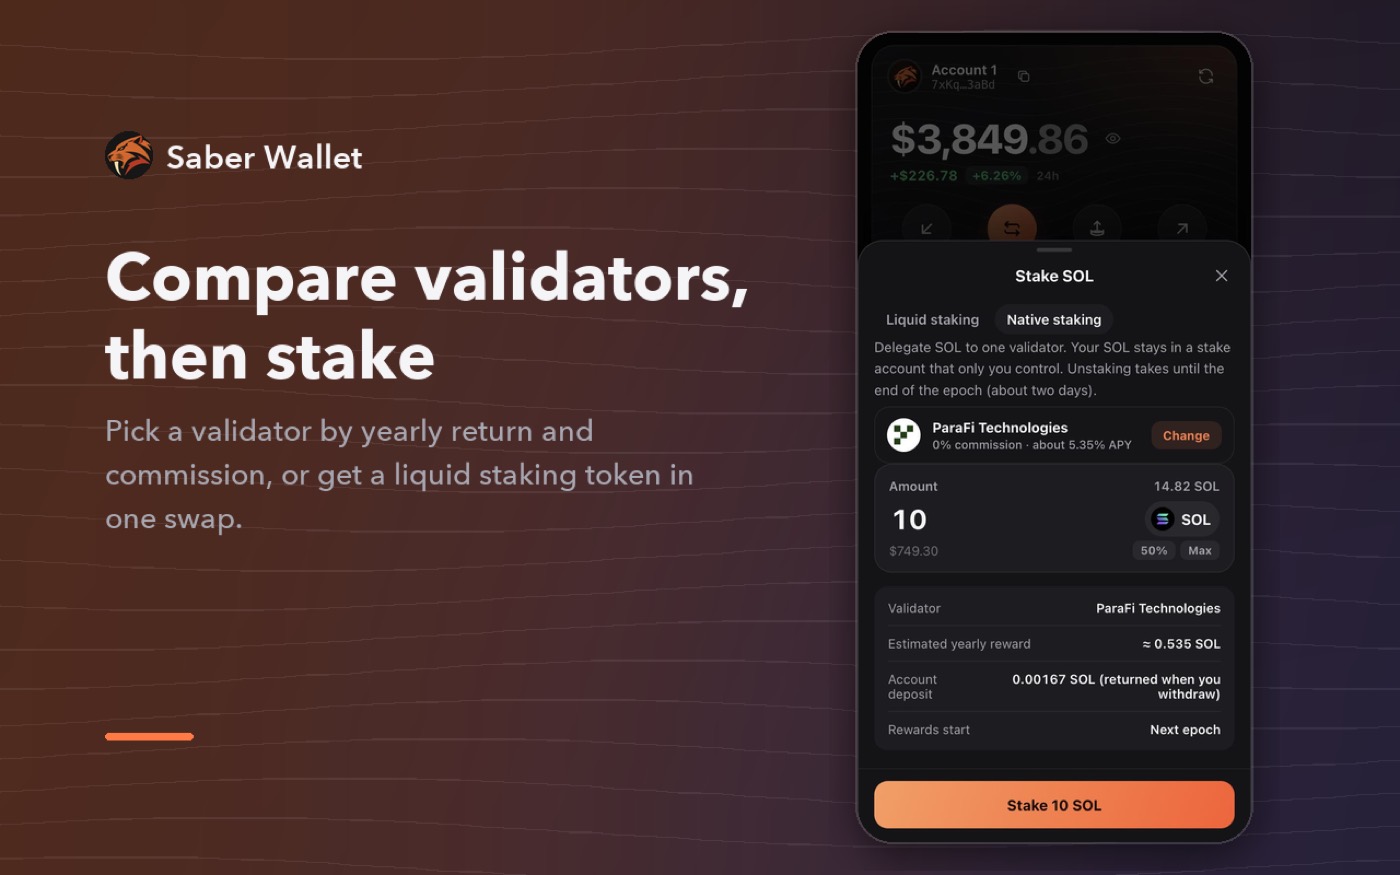 Saber Wallet
Compare validators,
then stake
Pick a validator by yearly return and
commission, or get a liquid staking token in
one swap.
Account 1
7xKq...3aBd
$3,849.86
+$226.78 +6.26% 24h
Stake SOL
Liquid staking Native staking
Delegate SOL to one validator. Your SOL stays in a stake
account that only you control. Unstaking takes until the
end of the epoch (about two days).
ParaFi Technologies
0% commission · about 5.35% APY
Change
Amount 14.82 SOL
10 SOL
$749.30 50% Max
Validator ParaFi Technologies
Estimated yearly reward ≈ 0.535 SOL
Account 0.00167 SOL (returned when you
deposit withdraw)
Rewards start Next epoch
Stake 10 SOL